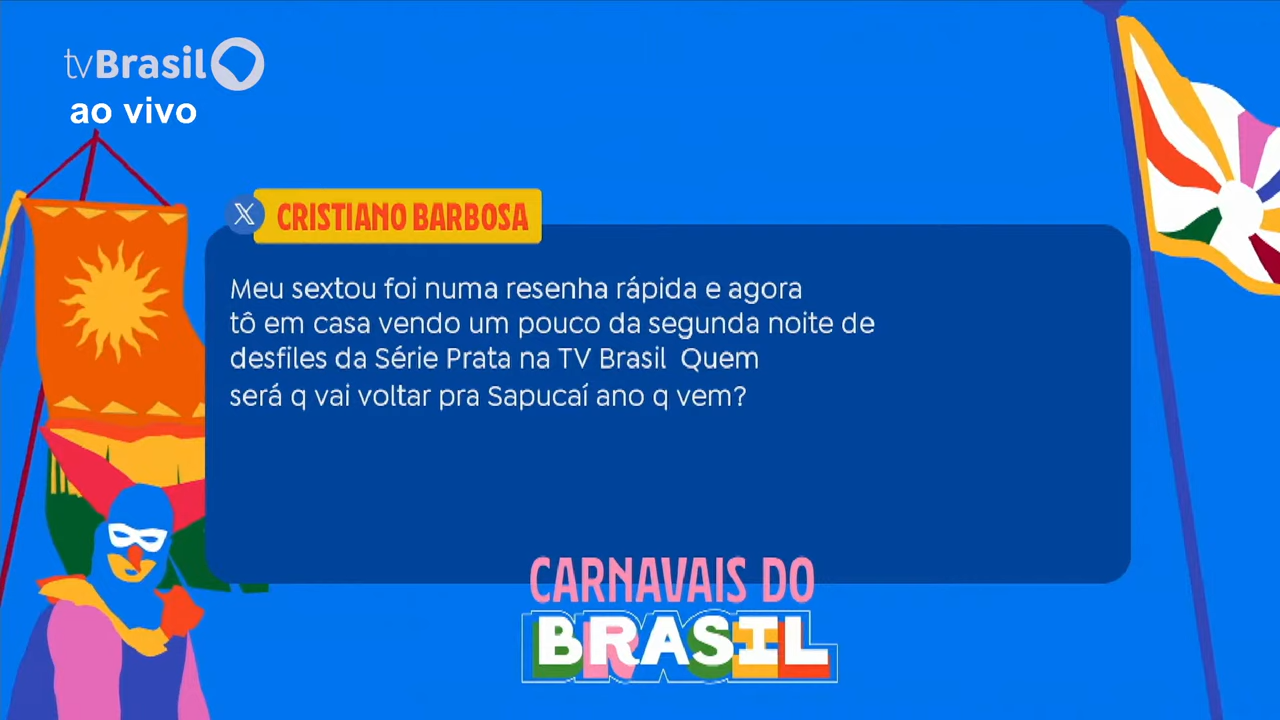 tvBrasil
ao vivo
X CRISTIANO BARBOSA
Meu sextou foi numa resenha rápida e agora
tô em casa vendo um pouco da segunda noite de
desfiles da Série Prata na TV Brasil Quem
será q vai voltar pra Sapucaí ano q vem?
CARNAVAIS DO
BRASIL